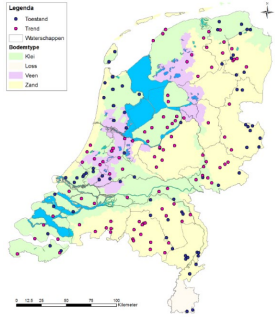 Legenda
Toestand
Trend
Waterschappen
Bodemtype
Klei
Loss
Veen
Zand
0 12,5 25 50 75 100
Kilometer